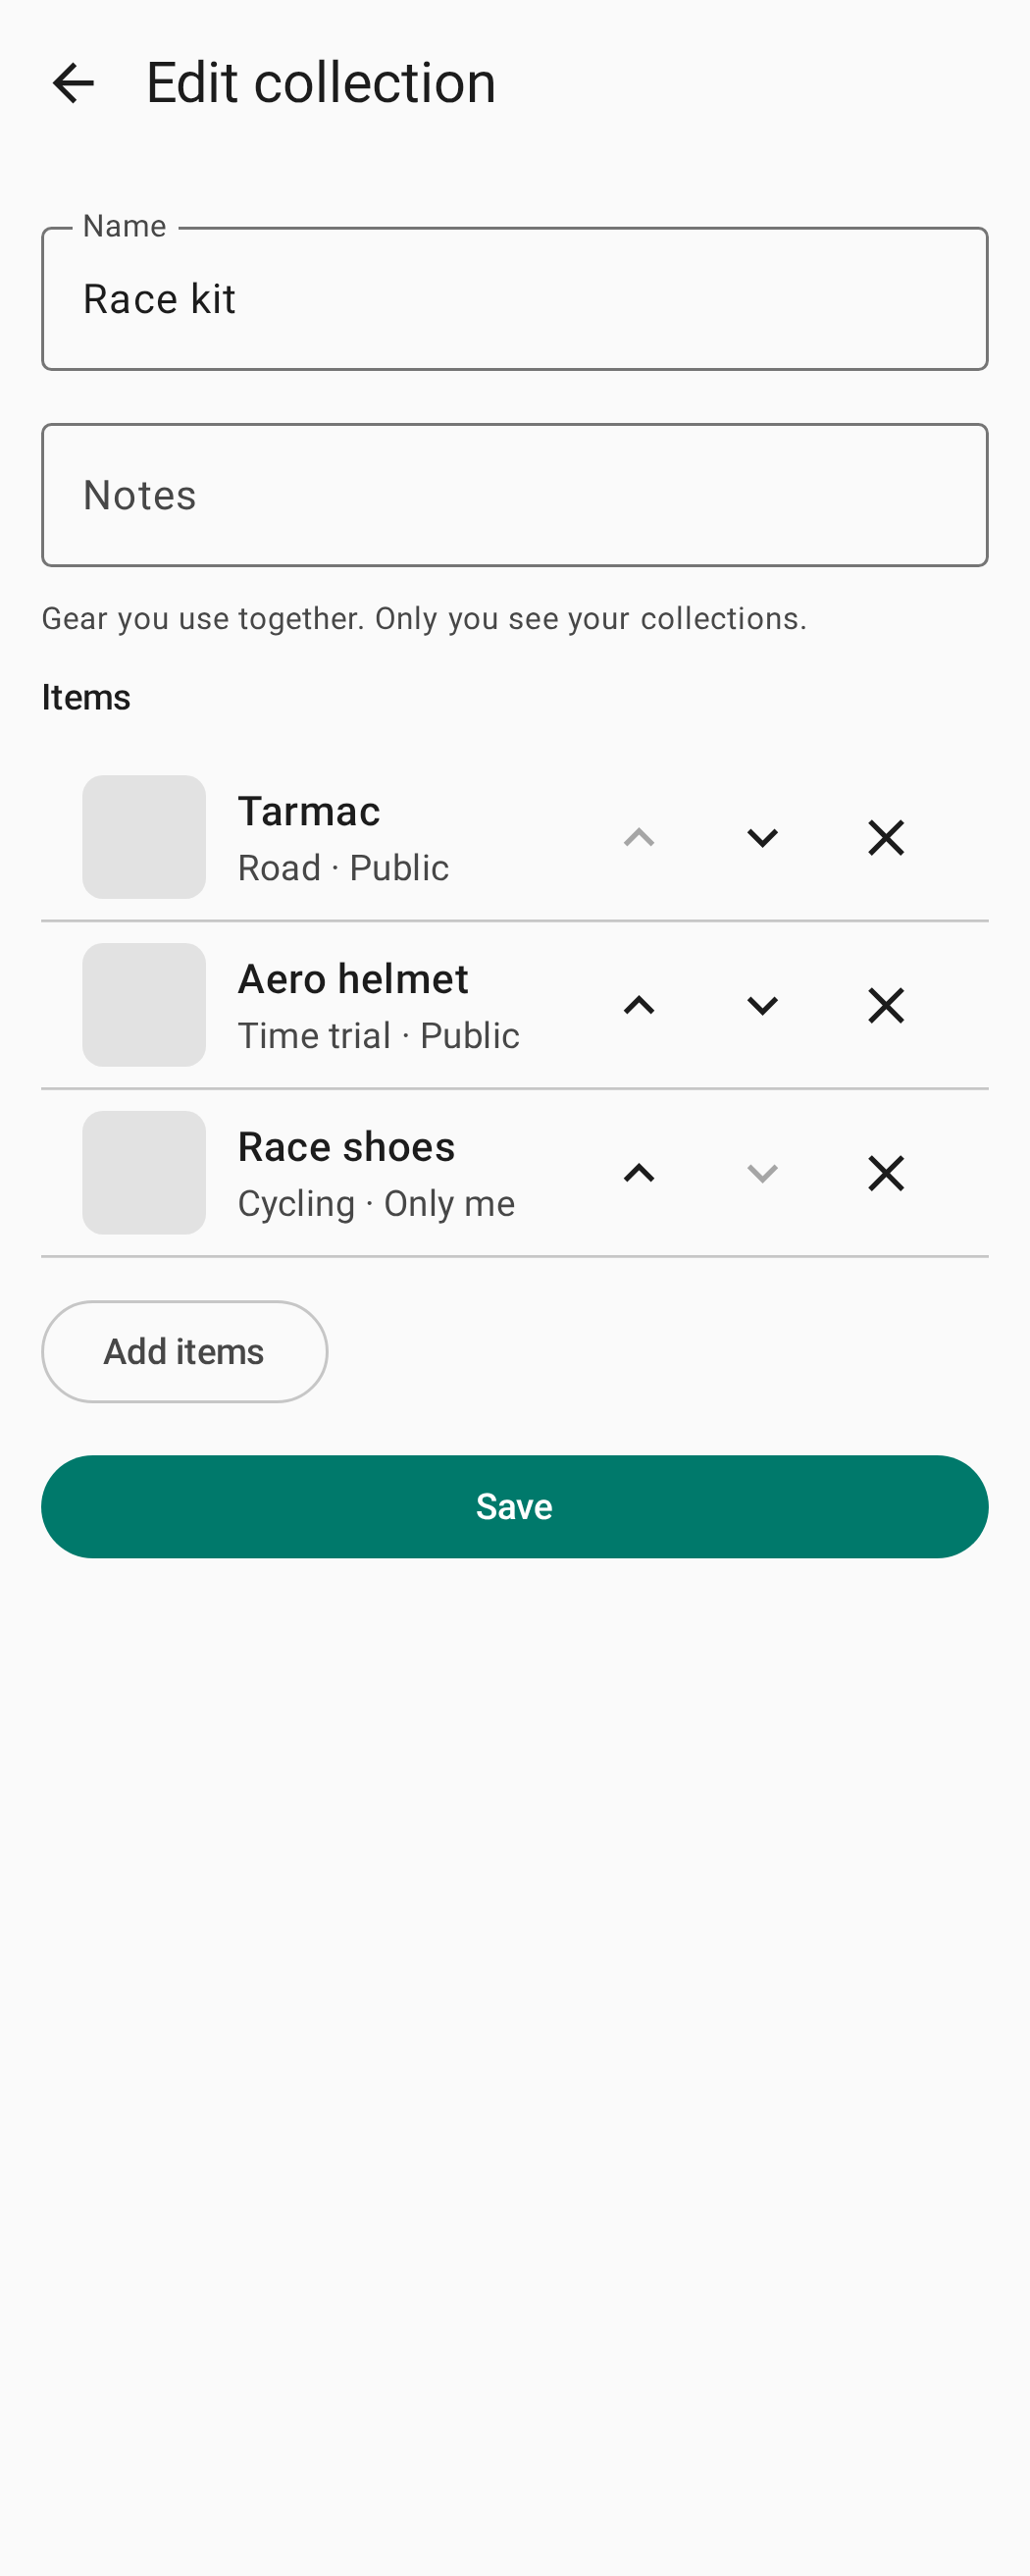 Edit collection
Name
Race kit
Notes
Gear you use together. Only you see your collections.
Items
Tarmac
Road · Public
Aero helmet
Time trial · Public
Race shoes
Cycling · Only me
Add items
Save